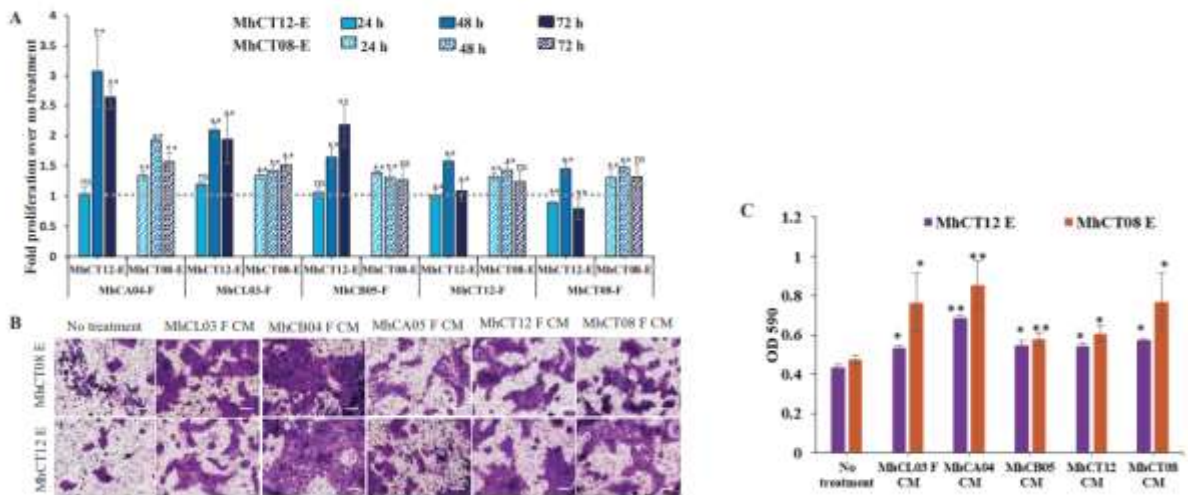 A
MhCT12-E 24 h 48 h 72 h
MhCT08-E 24 h 48 h 72 h
Fold proliferation over no treatment
4
3.5
3
2.5
2
1.5
1
0.5
0
** ** ** ** **
ns ** ** ** **
MhCT12-E MhCT08-E MhCT12-E MhCT08-E MhCT12-E MhCT08-E MhCT12-E MhCT08-E MhCT12-E MhCT08-E
MhCA04-F MhCL03-F MhCB05-F MhCT12-F MhCT08-F
B
No treatment MhCL03 F CM MhCB04 F CM MhCA05 F CM MhCT12 F CM MhCT08 F CM
MhCT08 E
MhCT12 E
C
MhCT12 E MhCT08 E
OD 590
1.2
1
0.8
0.6
0.4
0.2
0
* * ** ** * ** * * * *
No treatment
MhCL03 F CM
MhCA04 CM
MhCB05 CM
MhCT12 CM
MhCT08 CM